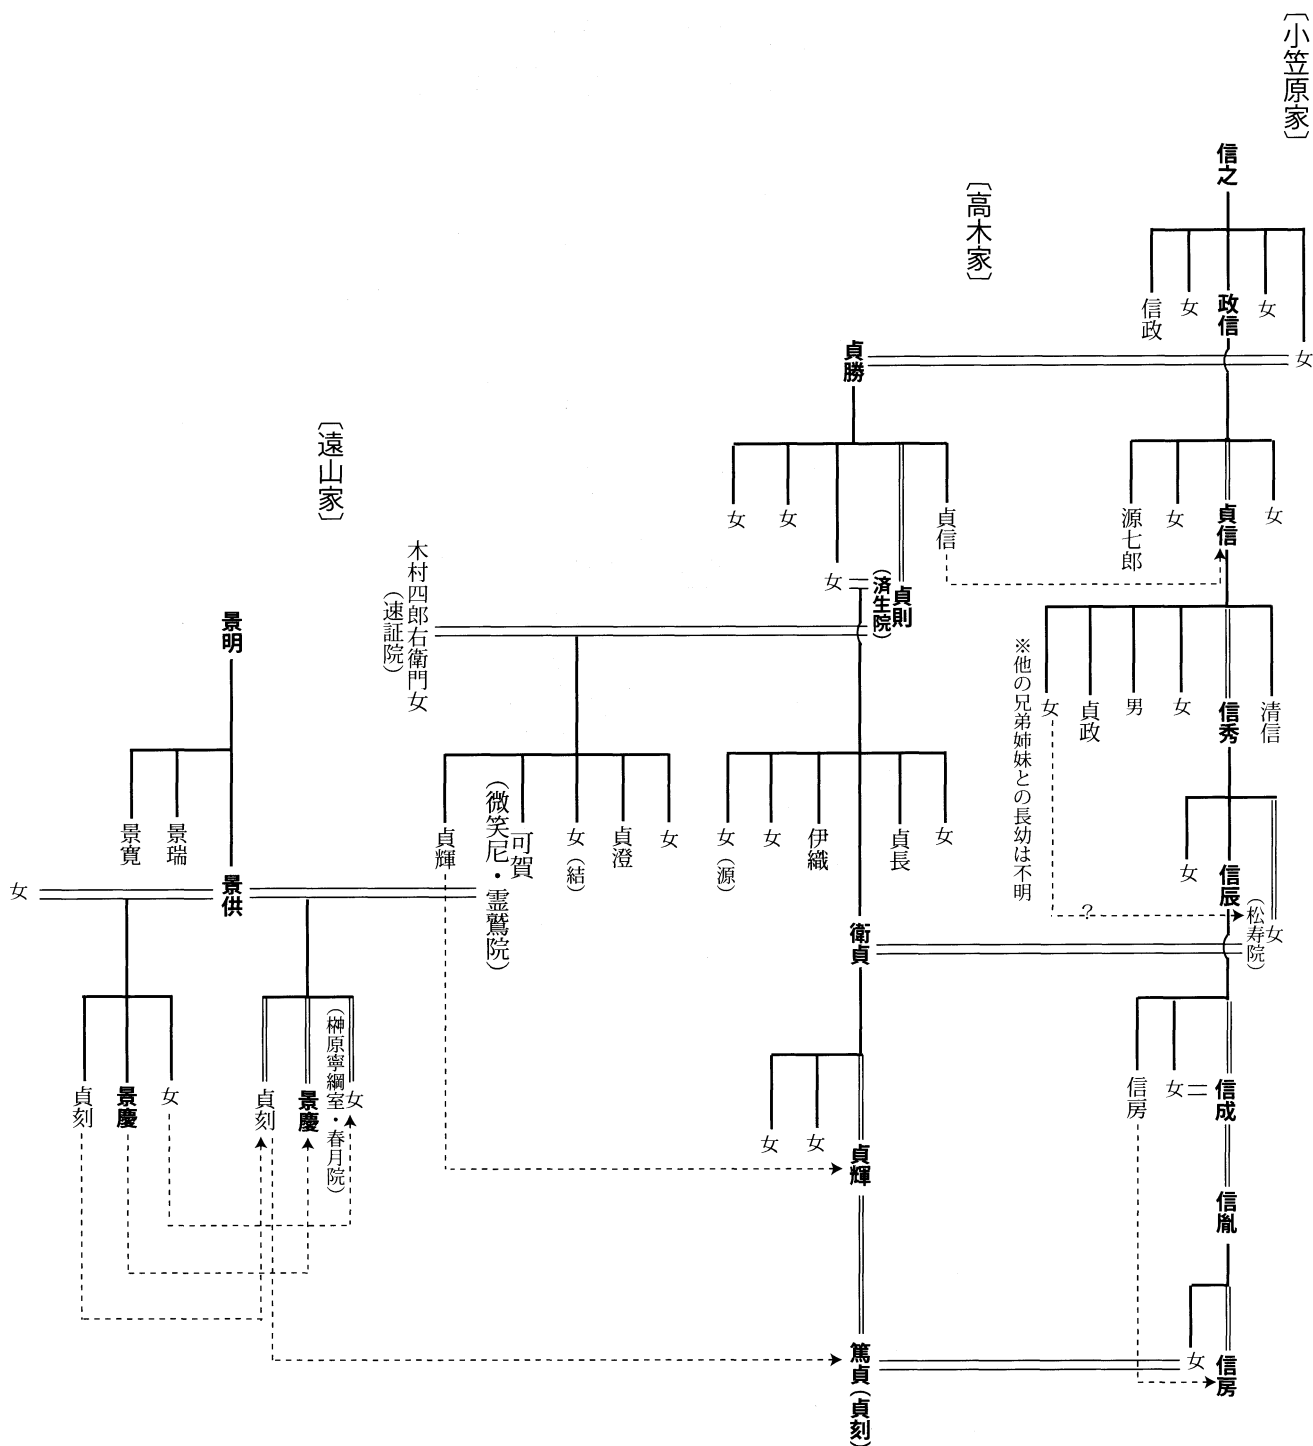 〔小笠原家〕
信之
女
女
政信
女
信政
女
貞信
女
源七郎
清信
信秀
女
男
貞政
女
※他の兄弟姉妹との長幼は不明
？
女
（松寿院）
信辰
女
信成
女
信房
信胤
信房
女
〔高木家〕
貞勝
貞信
貞則
（済生院）
女
女
女
木村四郎右衛門女
（速証院）
女
貞長
伊織
女
女（源）
衛貞
女
貞澄
女（結）
可賀
（微笑尼・霊鷲院）
貞輝
貞輝
女
女
篤貞（貞刻）
〔遠山家〕
景明
景供
景瑞
景寛
女
女
（榊原寧綱室・春月院）
景慶
貞刻
女
景慶
貞刻